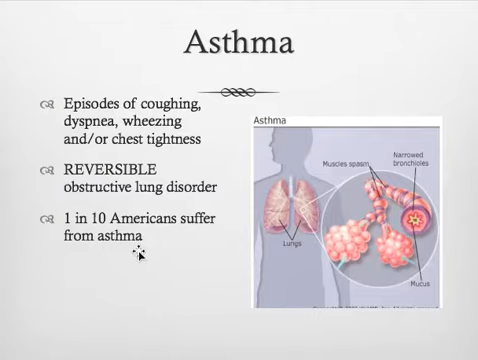 Asthma
Episodes of coughing,
dyspnea, wheezing
and/or chest tightness
REVERSIBLE
obstructive lung disorder
1 in 10 Americans suffer
from asthma
Asthma
Muscles spasm
Narrowed
bronchioles
Lungs
Mucus